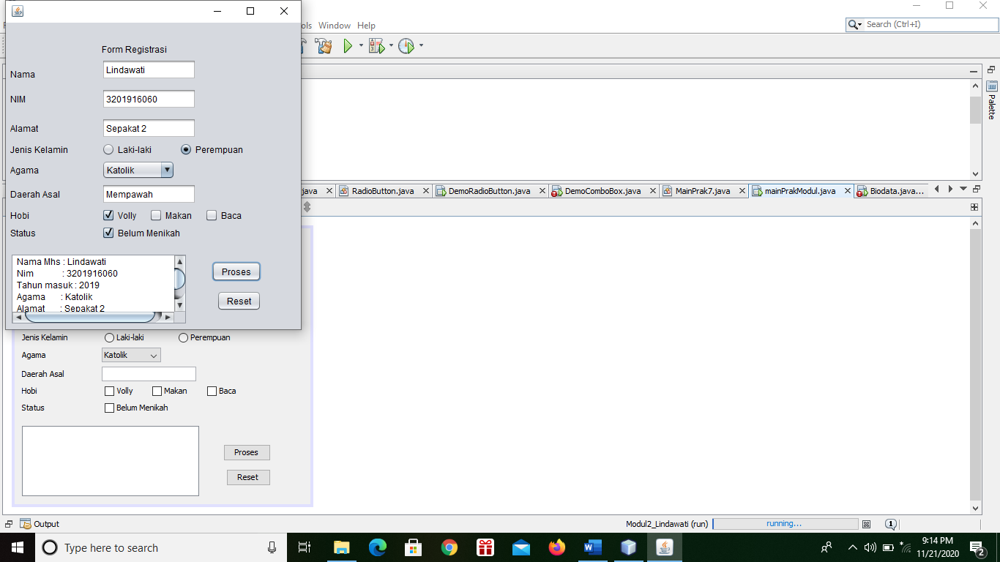 ols Window Help
Search (Ctrl+I)
Form Registrasi
Nama Lindawati
NIM 3201916060
Alamat Sepakat 2
Jenis Kelamin Laki-laki Perempuan
Agama Katolik
Daerah Asal Mempawah
Hobi Volly Makan Baca
Status Belum Menikah
Nama Mhs : Lindawati
Nim : 3201916060
Tahun masuk : 2019
Agama : Katolik
Alamat : Sepakat 2
Proses
Reset
Palette
java RadioButton.java DemoRadioButton.java DemoComboBox.java MainPrak7.java mainPrakModul.java Biodata.java...
Jenis Kelamin Laki-laki Perempuan
Agama Katolik
Daerah Asal
Hobi Volly Makan Baca
Status Belum Menikah
Proses
Reset
Output Modul2_Lindawati (run) running... 1
Type here to search
9:14 PM
11/21/2020
2